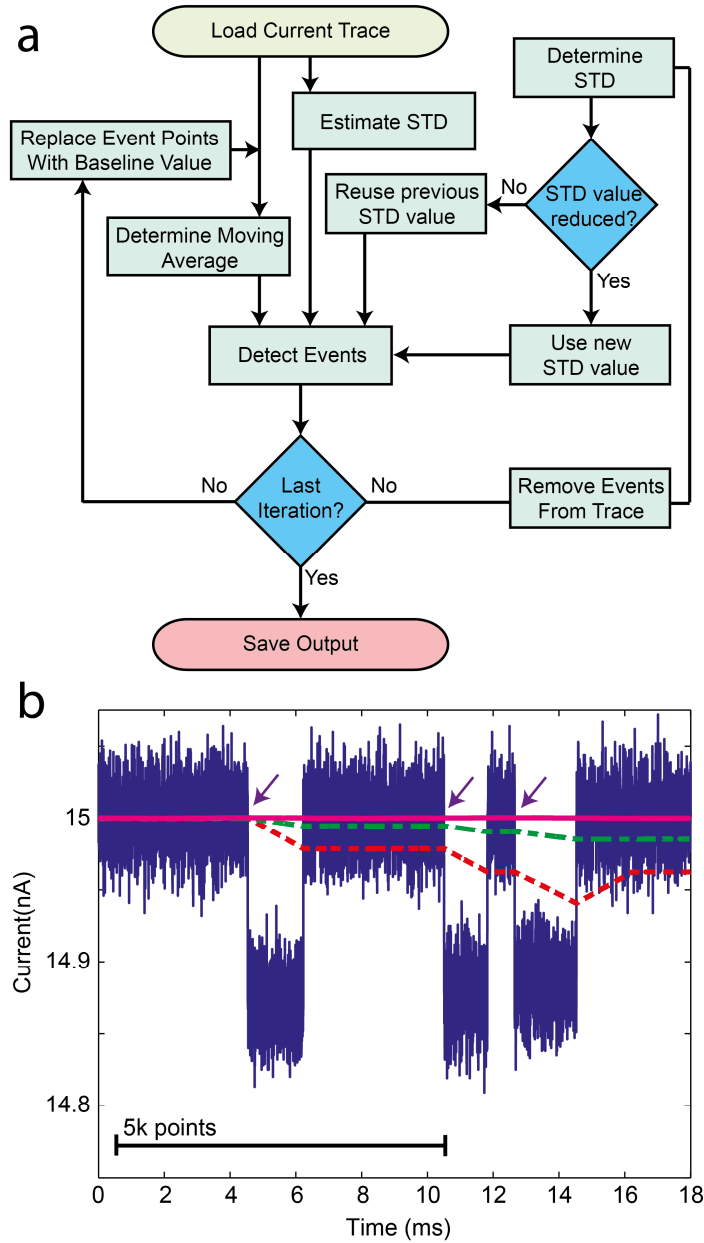 a
Load Current Trace
Determine
STD
Estimate STD
Replace Event Points
With Baseline Value
No
STD value
reduced?
Reuse previous
STD value
Determine Moving
Average
Yes
Detect Events
Use new
STD value
No
Last
Iteration?
No
Remove Events
From Trace
Yes
Save Output
b
15
14.9
14.8
Current(nA)
5k points
0 2 4 6 8 10 12 14 16 18
Time (ms)